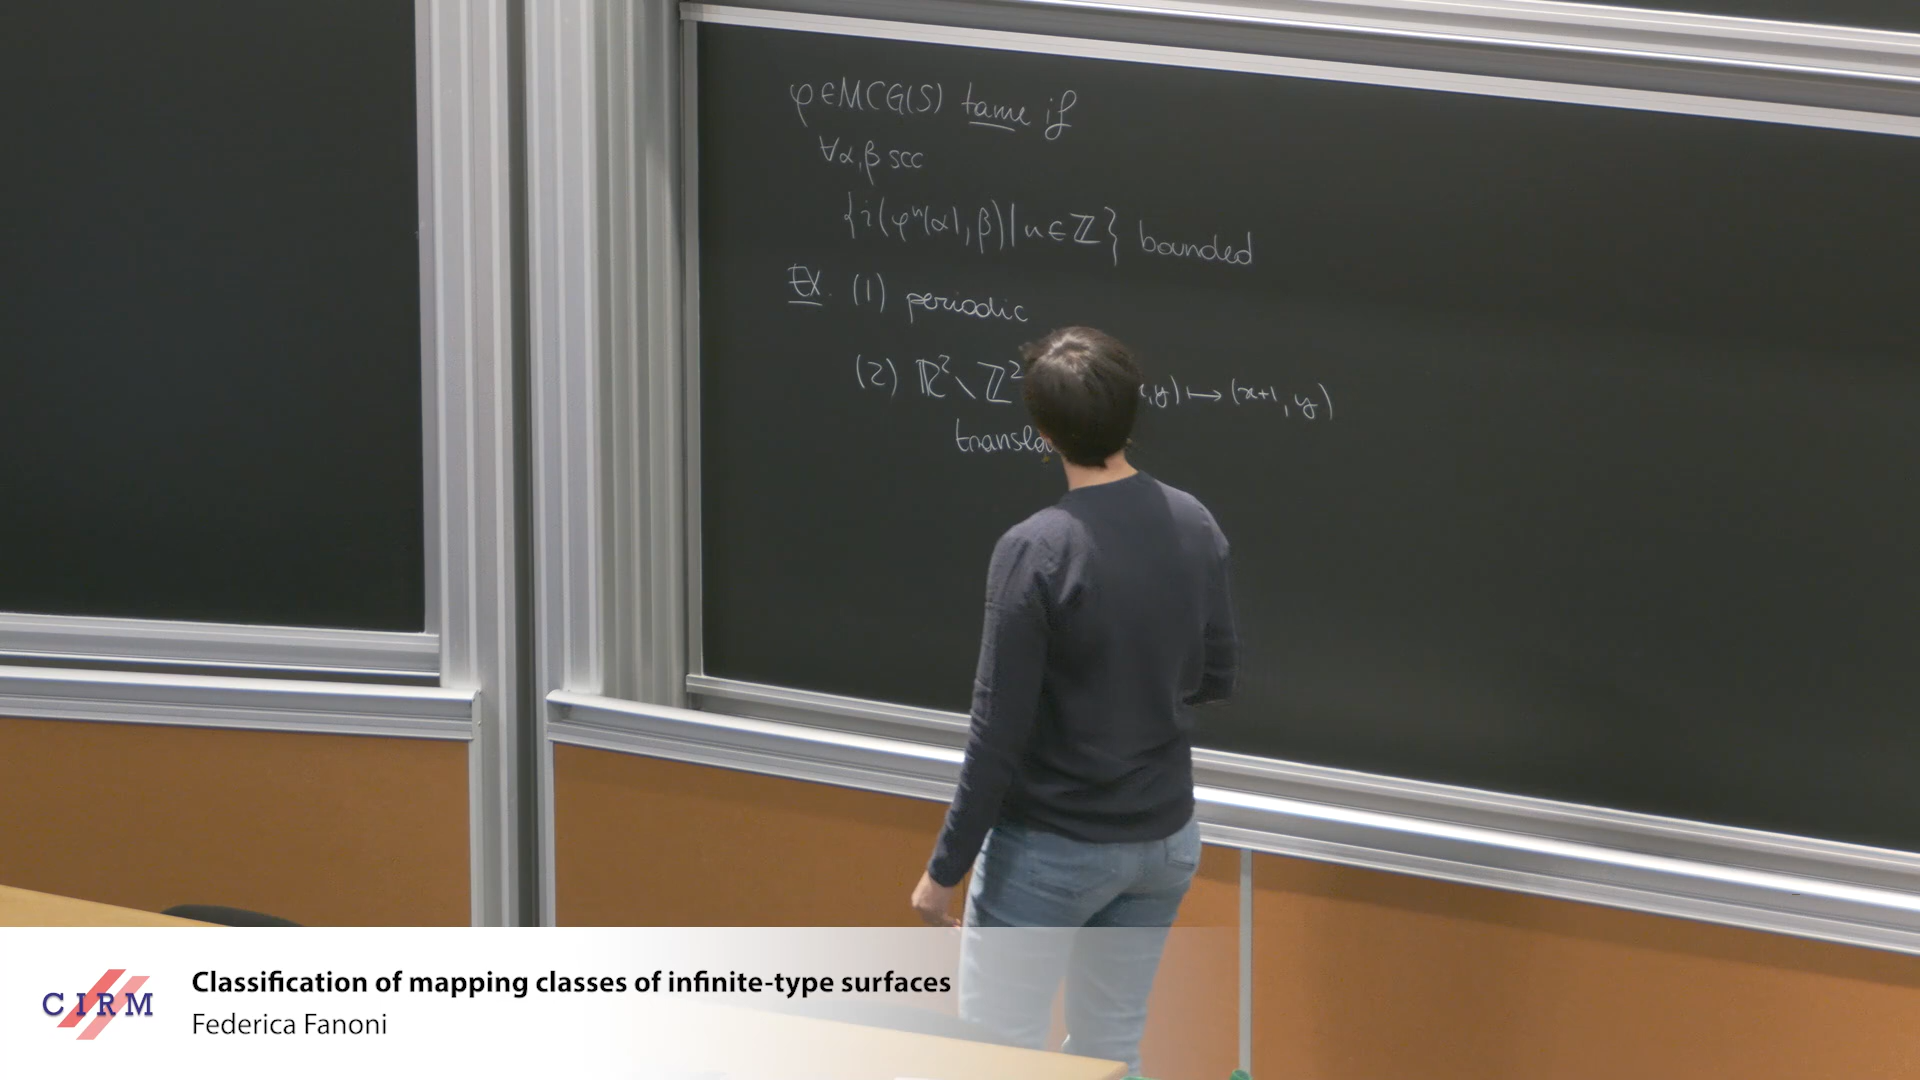 φ ∈ MCG(S) tame if
∀α, β scc
{i(φⁿ(α), β) | n ∈ ℤ} bounded
EX. (1) periodic
(2) ℝ² \ ℤ² ,y) ↦ (x+1, y)
CIRM
Classification of mapping classes of infinite-type surfaces
Federica Fanoni